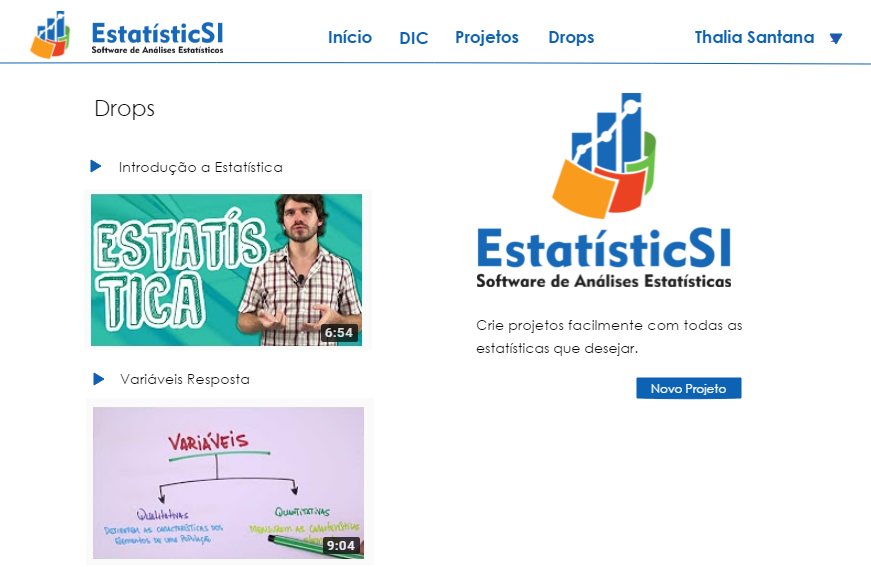 EstatísticSI
Software de Análises Estatísticas
Início DIC Projetos Drops Thalia Santana
Drops
Introdução a Estatística
ESTATÍS
TICA
6:54
Variáveis Resposta
VARIÁVEIS
Qualitativas
DESCREVEM AS CARACTERÍSTICAS DOS
Elementos de uma População
QUANTITATIVAS
MENSURAM AS CARACTERÍSTICAS
9:04
EstatísticSI
Software de Análises Estatísticas
Crie projetos facilmente com todas as
estatísticas que desejar.
Novo Projeto